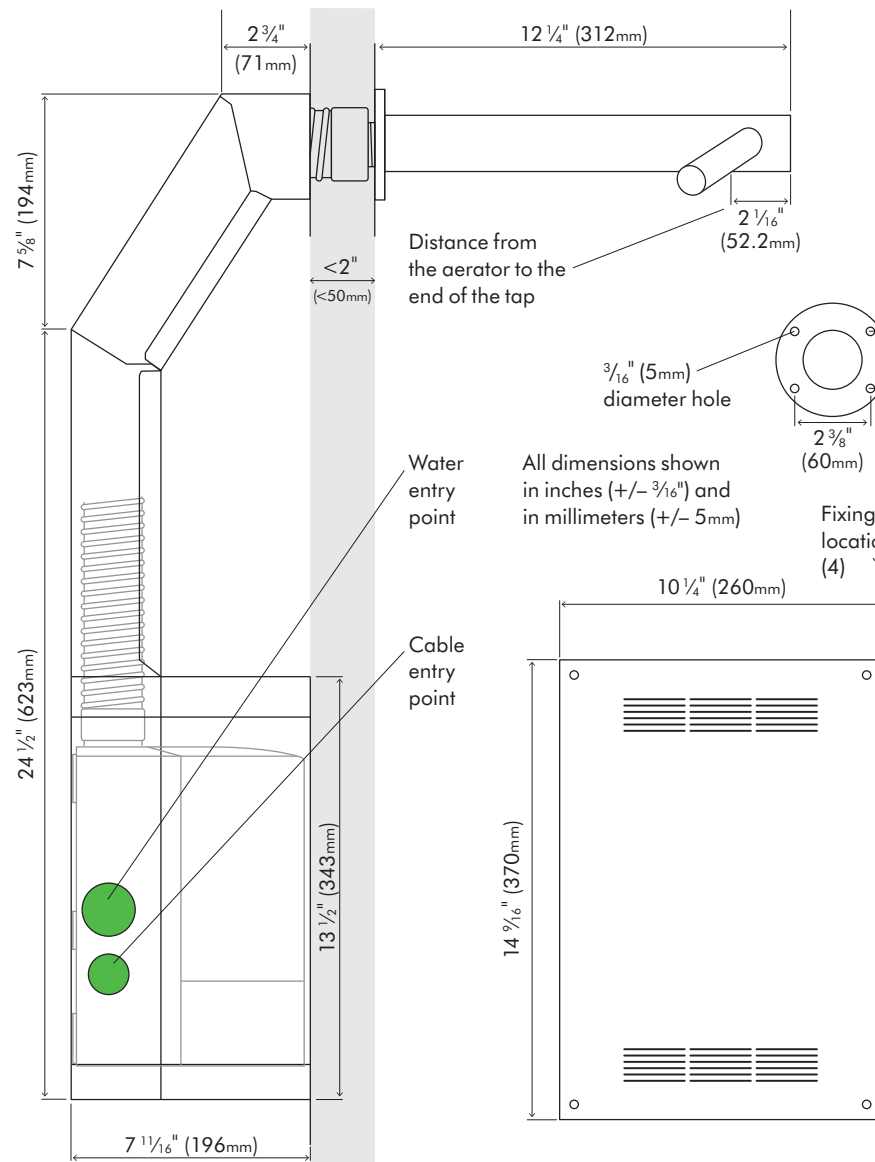 2 ¾"
(71mm)
12 ¼" (312mm)
7 ⅝" (194mm)
2 1/16"
(52.2mm)
Distance from
the aerator to the
end of the tap
<2"
(<50mm)
3/16" (5mm)
diameter hole
2 ⅜"
(60mm)
Water
entry
point
All dimensions shown
in inches (+/– 3/16") and
in millimeters (+/– 5mm)
Fixing
(4)
10 ¼" (260mm)
Cable
entry
point
24 ½" (623mm)
13 ½" (343mm)
14 9/16" (370mm)
7 11/16" (196mm)